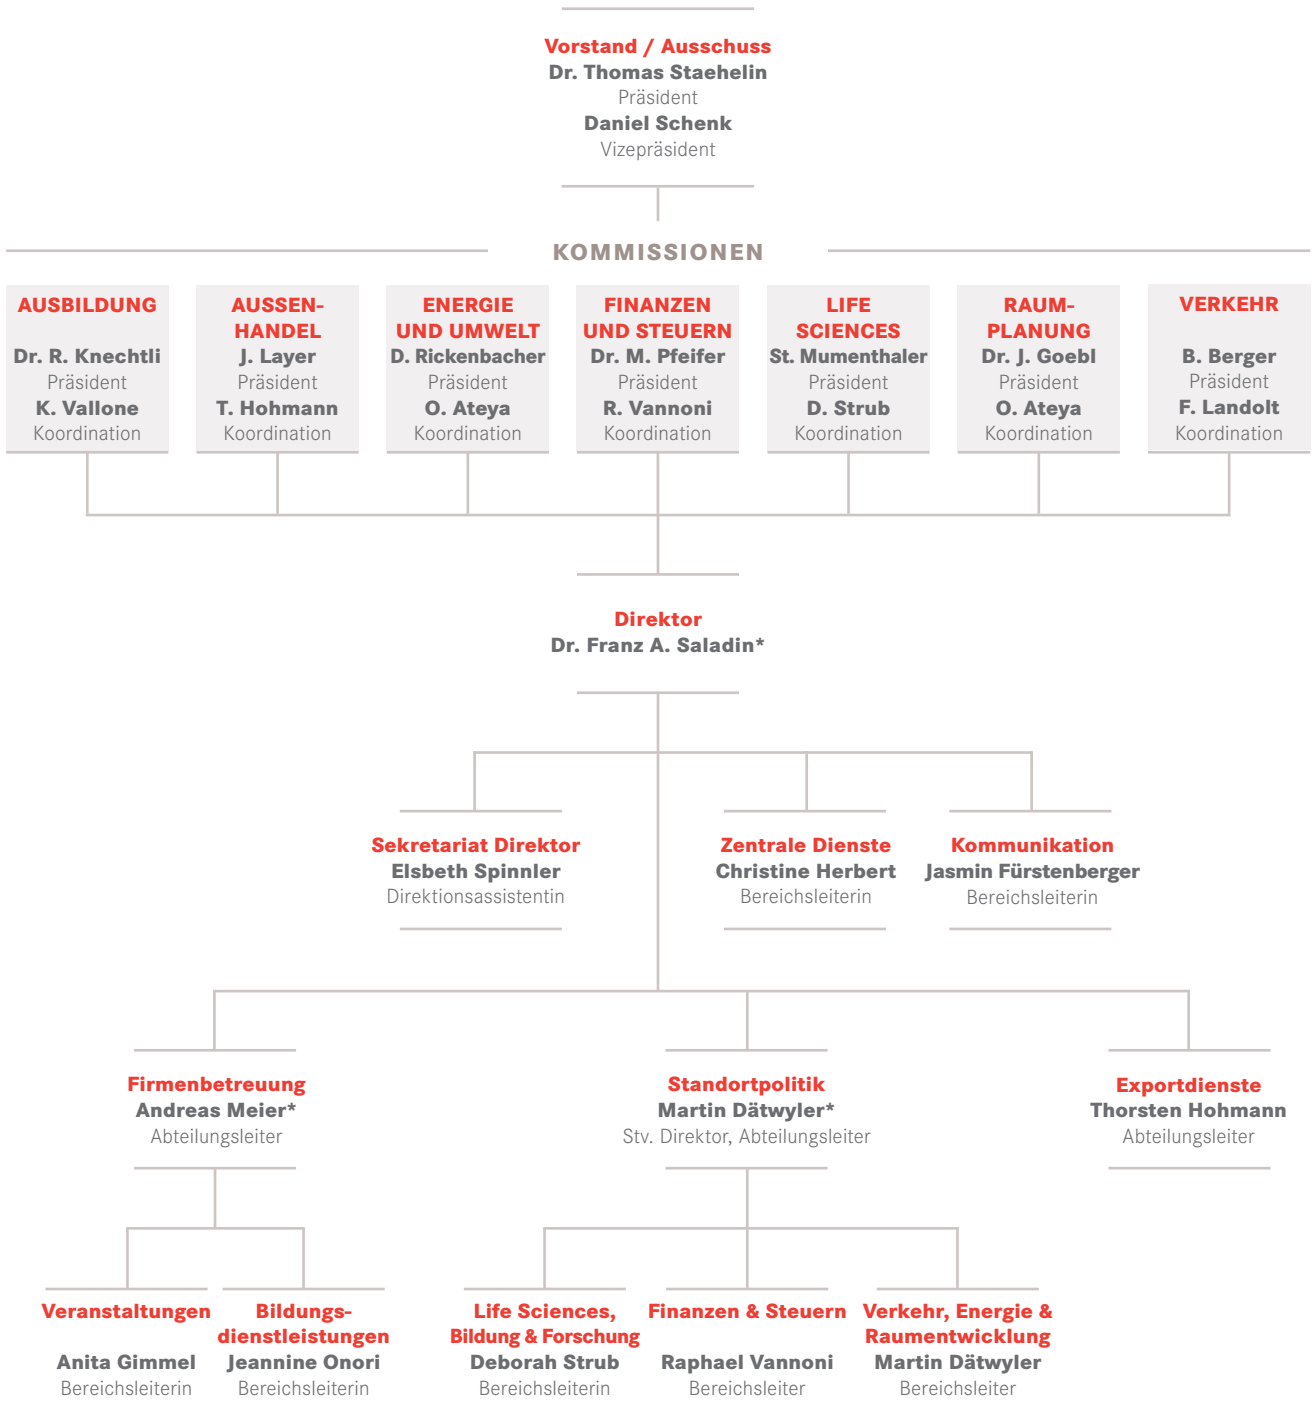 Vorstand / Ausschuss
Dr. Thomas Staehelin
Präsident
Daniel Schenk
Vizepräsident
KOMMISSIONEN
AUSBILDUNG
Dr. R. Knechtli
Präsident
K. Vallone
Koordination
AUSSEN-
HANDEL
J. Layer
Präsident
T. Hohmann
Koordination
ENERGIE
UND UMWELT
D. Rickenbacher
Präsident
O. Ateya
Koordination
FINANZEN
UND STEUERN
Dr. M. Pfeifer
Präsident
R. Vannoni
Koordination
LIFE
SCIENCES
St. Mumenthaler
Präsident
D. Strub
Koordination
RAUM-
PLANUNG
Dr. J. Goebl
Präsident
O. Ateya
Koordination
VERKEHR
B. Berger
Präsident
F. Landolt
Koordination
Direktor
Dr. Franz A. Saladin*
Sekretariat Direktor
Elsbeth Spinnler
Direktionsassistentin
Zentrale Dienste
Christine Herbert
Bereichsleiterin
Kommunikation
Jasmin Fürstenberger
Bereichsleiterin
Firmenbetreuung
Andreas Meier*
Abteilungsleiter
Standortpolitik
Martin Dätwyler*
Stv. Direktor, Abteilungsleiter
Exportdienste
Thorsten Hohmann
Abteilungsleiter
Veranstaltungen
Anita Gimmel
Bereichsleiterin
Bildungs-
dienstleistungen
Jeannine Onori
Bereichsleiterin
Life Sciences,
Bildung & Forschung
Deborah Strub
Bereichsleiterin
Finanzen & Steuern
Raphael Vannoni
Bereichsleiter
Verkehr, Energie &
Raumentwicklung
Martin Dätwyler
Bereichsleiter